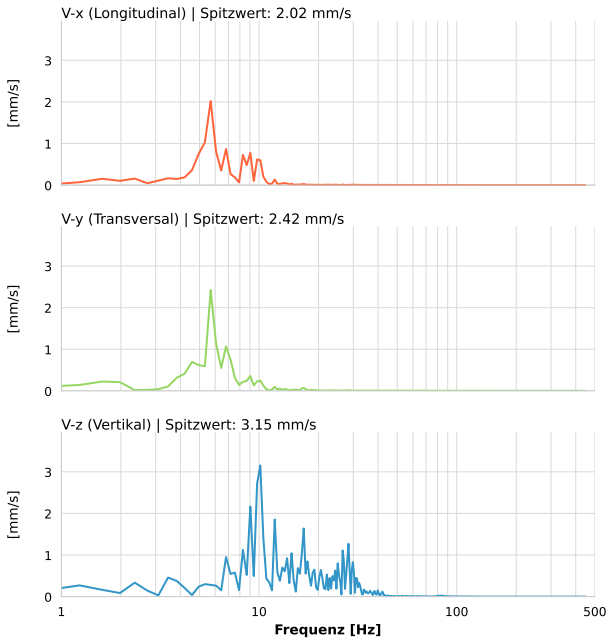 V-x (Longitudinal) | Spitzwert: 2.02 mm/s
[mm/s]
3
2
1
0
V-y (Transversal) | Spitzwert: 2.42 mm/s
[mm/s]
3
2
1
0
V-z (Vertikal) | Spitzwert: 3.15 mm/s
[mm/s]
3
2
1
0
1 10 100 500
Frequenz [Hz]